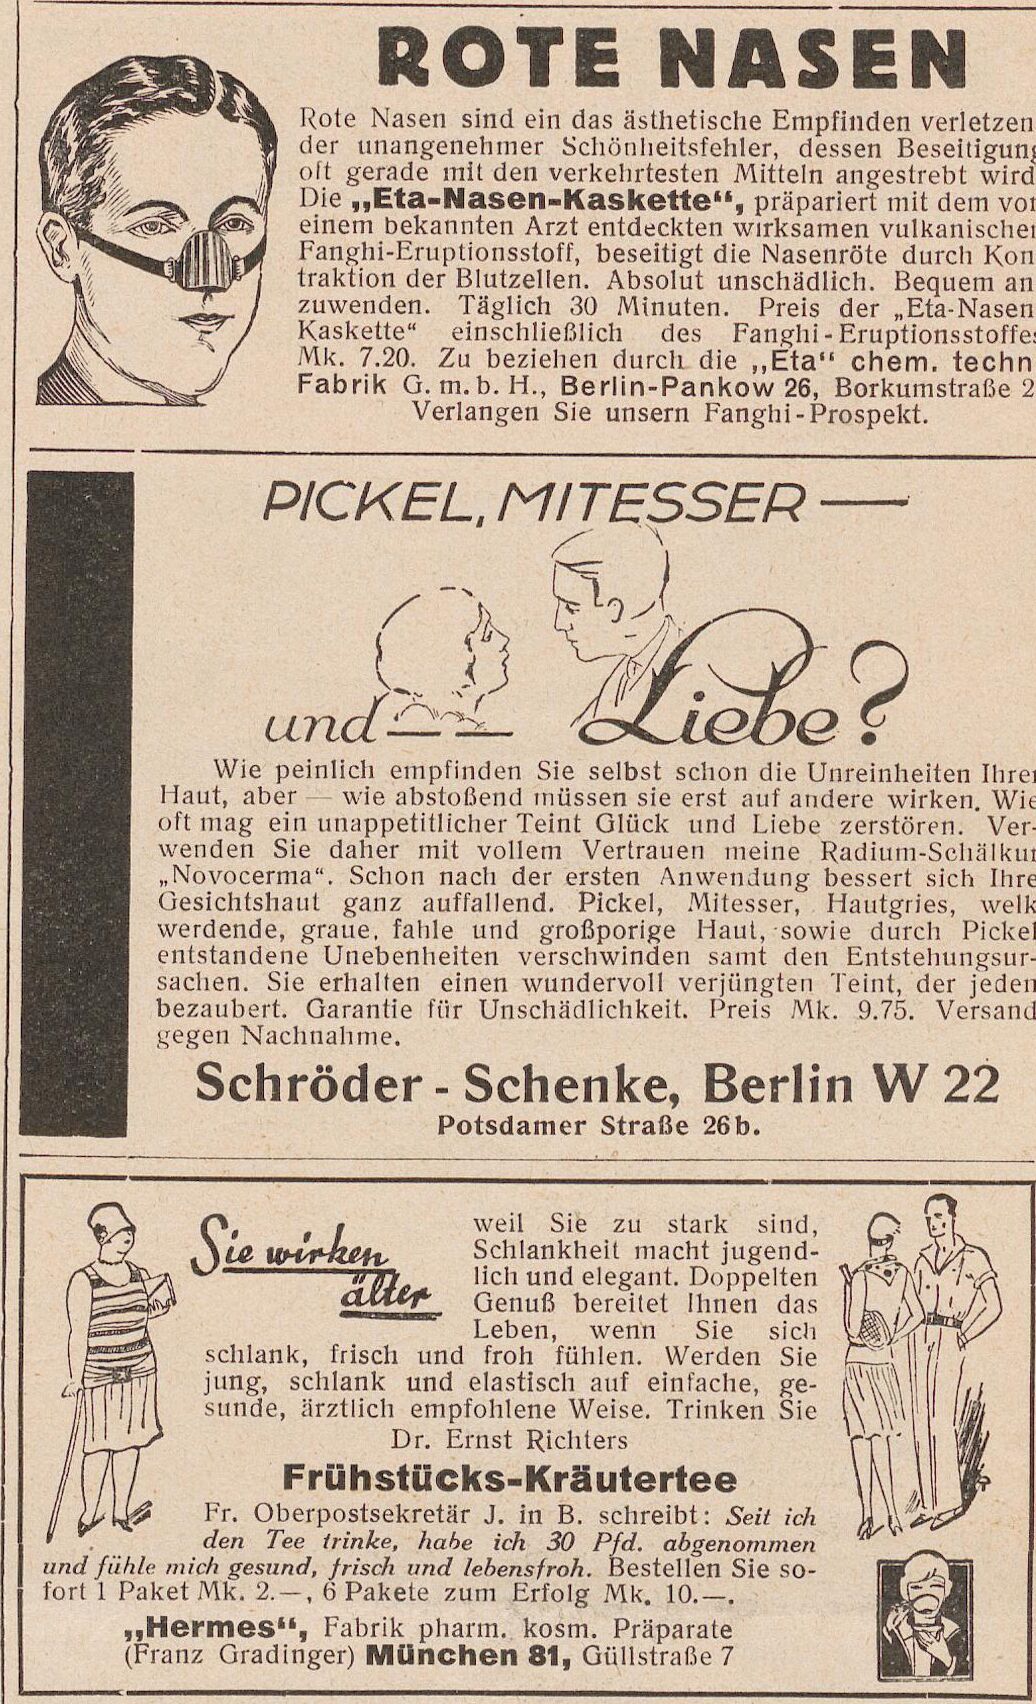 ROTE NASEN
Rote Nasen sind ein das ästhetische Empfinden verletzen
der unangenehmer Schönheitsfehler, dessen Beseitigung
oft gerade mit den verkehrtesten Mitteln angestrebt wird
Die „Eta-Nasen-Kaskette“, präpariert mit dem von
einem bekannten Arzt entdeckten wirksamen vulkanischen
Fanghi-Eruptionsstoff, beseitigt die Nasenröte durch Kon
traktion der Blutzellen. Absolut unschädlich. Bequem an
zuwenden. Täglich 30 Minuten. Preis der „Eta-Nasen
Kaskette“ einschließlich des Fanghi-Eruptionsstoffes
Mk. 7.20. Zu beziehen durch die „Eta“ chem. techn
Fabrik G. m. b. H., Berlin-Pankow 26, Borkumstraße 2
Verlangen Sie unsern Fanghi-Prospekt.
PICKEL, MITESSER —
und — — Liebe?
Wie peinlich empfinden Sie selbst schon die Unreinheiten Ihrer
Haut, aber — wie abstoßend müssen sie erst auf andere wirken. Wie
oft mag ein unappetitlicher Teint Glück und Liebe zerstören. Ver-
wenden Sie daher mit vollem Vertrauen meine Radium-Schälkur
„Novocerma“. Schon nach der ersten Anwendung bessert sich Ihre
Gesichtshaut ganz auffallend. Pickel, Mitesser, Hautgries, welk
werdende, graue, fahle und großporige Haut, sowie durch Pickel
entstandene Unebenheiten verschwinden samt den Entstehungsur-
sachen. Sie erhalten einen wundervoll verjüngten Teint, der jeden
bezaubert. Garantie für Unschädlichkeit. Preis Mk. 9.75. Versand
gegen Nachnahme.
Schröder - Schenke, Berlin W 22
Potsdamer Straße 26b.
Sie wirken
älter
weil Sie zu stark sind,
Schlankheit macht jugend-
lich und elegant. Doppelten
Genuß bereitet Ihnen das
Leben, wenn Sie sich
schlank, frisch und froh fühlen. Werden Sie
jung, schlank und elastisch auf einfache, ge-
sunde, ärztlich empfohlene Weise. Trinken Sie
Dr. Ernst Richters
Frühstücks-Kräutertee
Fr. Oberpostsekretär J. in B. schreibt: Seit ich
den Tee trinke, habe ich 30 Pfd. abgenommen
und fühle mich gesund, frisch und lebensfroh. Bestellen Sie so-
fort 1 Paket Mk. 2.—, 6 Pakete zum Erfolg Mk. 10.—.
„Hermes“, Fabrik pharm. kosm. Präparate
(Franz Gradinger) München 81, Güllstraße 7